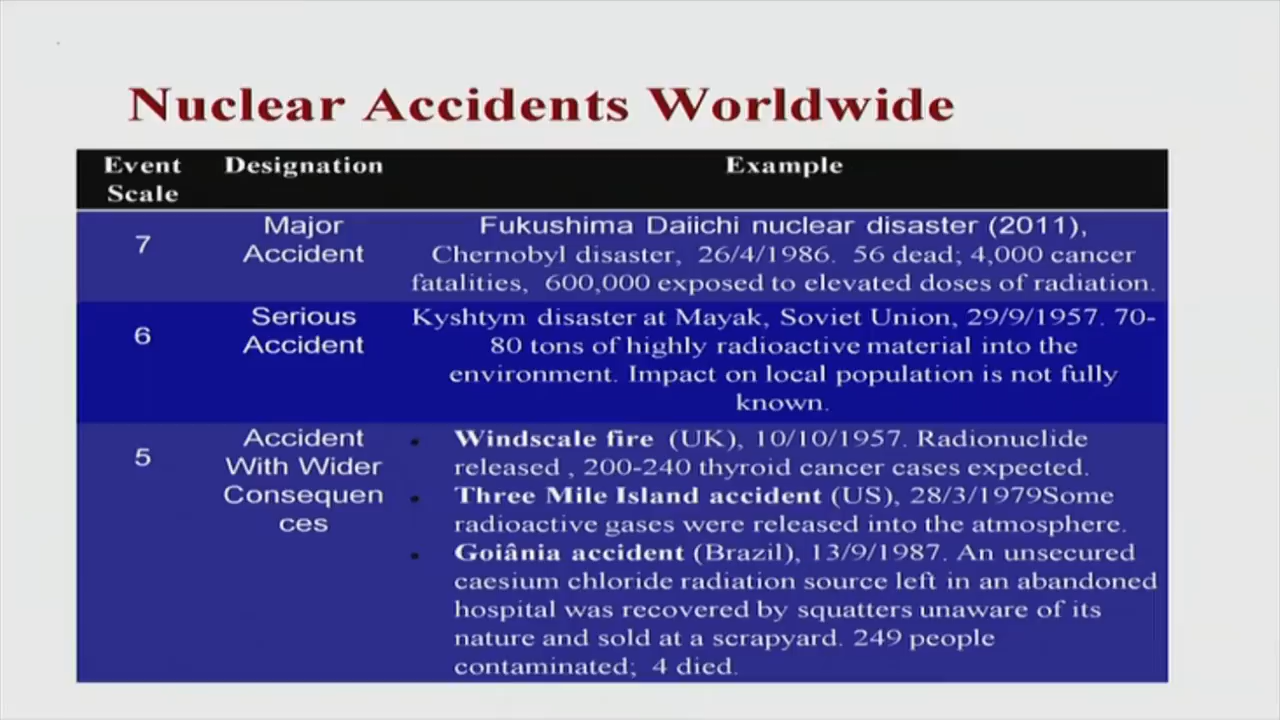 Nuclear Accidents Worldwide
Event Scale
Designation
Example
7
Major
Accident
Fukushima Daiichi nuclear disaster (2011),
Chernobyl disaster, 26/4/1986. 56 dead; 4,000 cancer
fatalities, 600,000 exposed to elevated doses of radiation.
6
Serious
Accident
Kyshtym disaster at Mayak, Soviet Union, 29/9/1957. 70-
80 tons of highly radioactive material into the
environment. Impact on local population is not fully
known.
5
Accident
With Wider
Consequen
ces
• Windscale fire (UK), 10/10/1957. Radionuclide
released , 200-240 thyroid cancer cases expected.
• Three Mile Island accident (US), 28/3/1979Some
radioactive gases were released into the atmosphere.
• Goiânia accident (Brazil), 13/9/1987. An unsecured
caesium chloride radiation source left in an abandoned
hospital was recovered by squatters unaware of its
nature and sold at a scrapyard. 249 people
contaminated; 4 died.